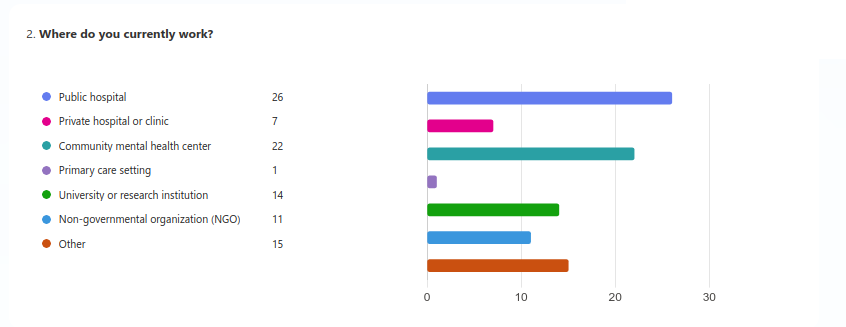 2. Where do you currently work?
Public hospital 26
Private hospital or clinic 7
Community mental health center 22
Primary care setting 1
University or research institution 14
Non-governmental organization (NGO) 11
Other 15
0 10 20 30